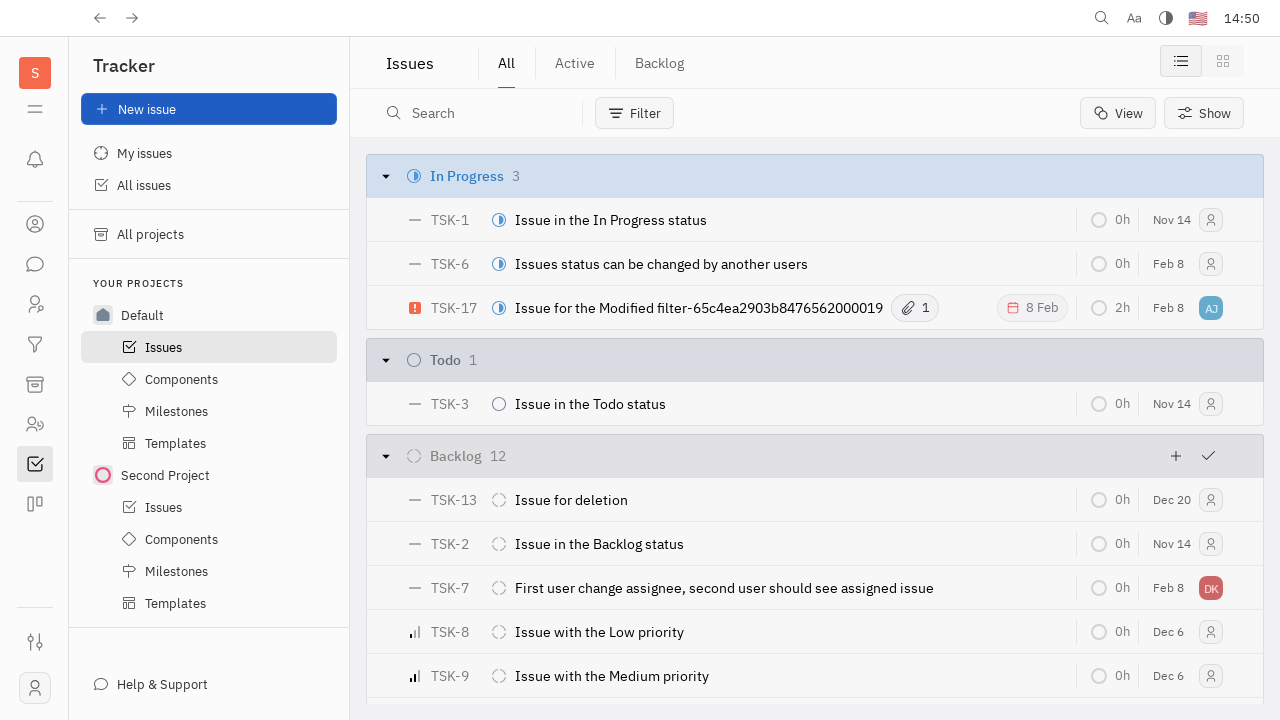 Aa 14:50
S
Tracker
New issue
My issues
All issues
All projects
YOUR PROJECTS
Default
Issues
Components
Milestones
Templates
Second Project
Issues
Components
Milestones
Templates
Help & Support
Issues All Active Backlog
Search Filter View Show
In Progress 3
TSK-1 Issue in the In Progress status 0h Nov 14
TSK-6 Issues status can be changed by another users 0h Feb 8
TSK-17 Issue for the Modified filter-65c4ea2903b8476562000019 1 8 Feb 2h Feb 8 AJ
Todo 1
TSK-3 Issue in the Todo status 0h Nov 14
Backlog 12
TSK-13 Issue for deletion 0h Dec 20
TSK-2 Issue in the Backlog status 0h Nov 14
TSK-7 First user change assignee, second user should see assigned issue 0h Feb 8 DK
TSK-8 Issue with the Low priority 0h Dec 6
TSK-9 Issue with the Medium priority 0h Dec 6